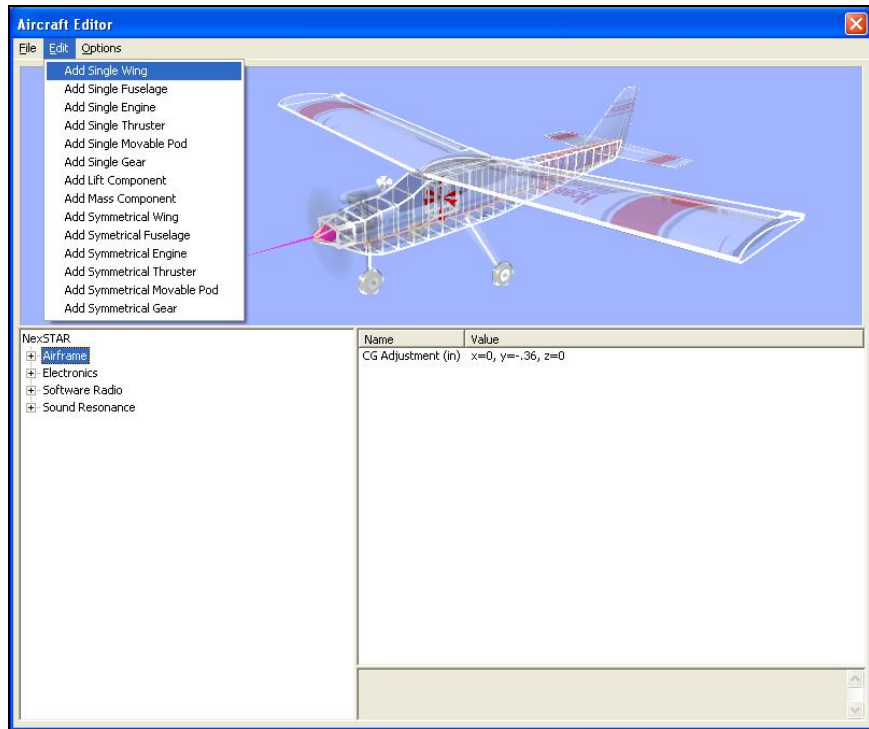 Aircraft Editor
File Edit Options
Add Single Wing
Add Single Fuselage
Add Single Engine
Add Single Thruster
Add Single Movable Pod
Add Single Gear
Add Lift Component
Add Mass Component
Add Symmetrical Wing
Add Symetrical Fuselage
Add Symmetrical Engine
Add Symmetrical Thruster
Add Symmetrical Movable Pod
Add Symmetrical Gear
NexSTAR
Airframe
Electronics
Software Radio
Sound Resonance
Name Value
CG Adjustment (in) x=0, y=-.36, z=0